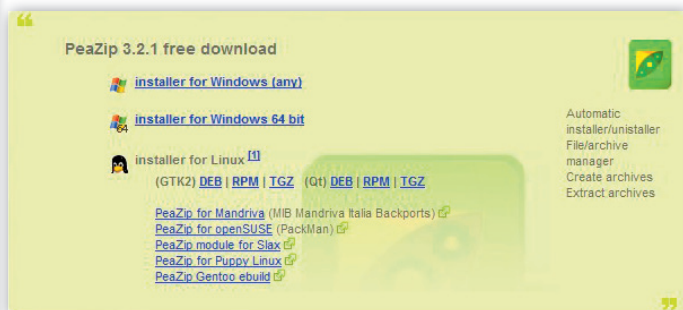 PeaZip 3.2.1 free download
installer for Windows (any)
64
installer for Windows 64 bit
installer for Linux [1]
(GTK2) DEB | RPM | TGZ (Qt) DEB | RPM | TGZ
PeaZip for Mandriva (MIB Mandriva Italia Backports)
PeaZip for openSUSE (PackMan)
PeaZip module for Slax
PeaZip for Puppy Linux
PeaZip Gentoo ebuild
Automatic
installer/unistaller
File/archive
manager
Create archives
Extract archives